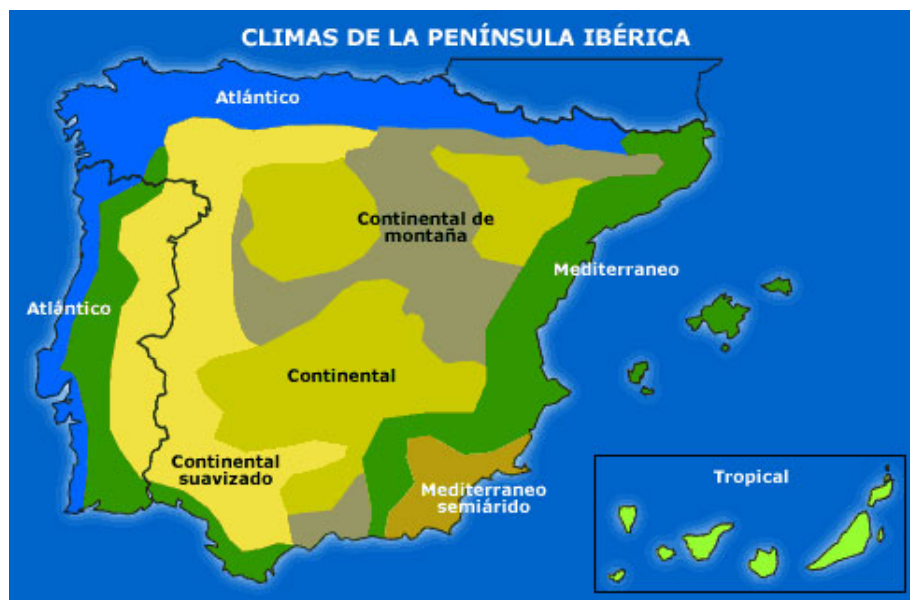 CLIMAS DE LA PENÍNSULA IBÉRICA
Atlántico
Continental de
montaña
Mediterraneo
Atlántico
Continental
Continental
suavizado
Mediterraneo
semiárido
Tropical